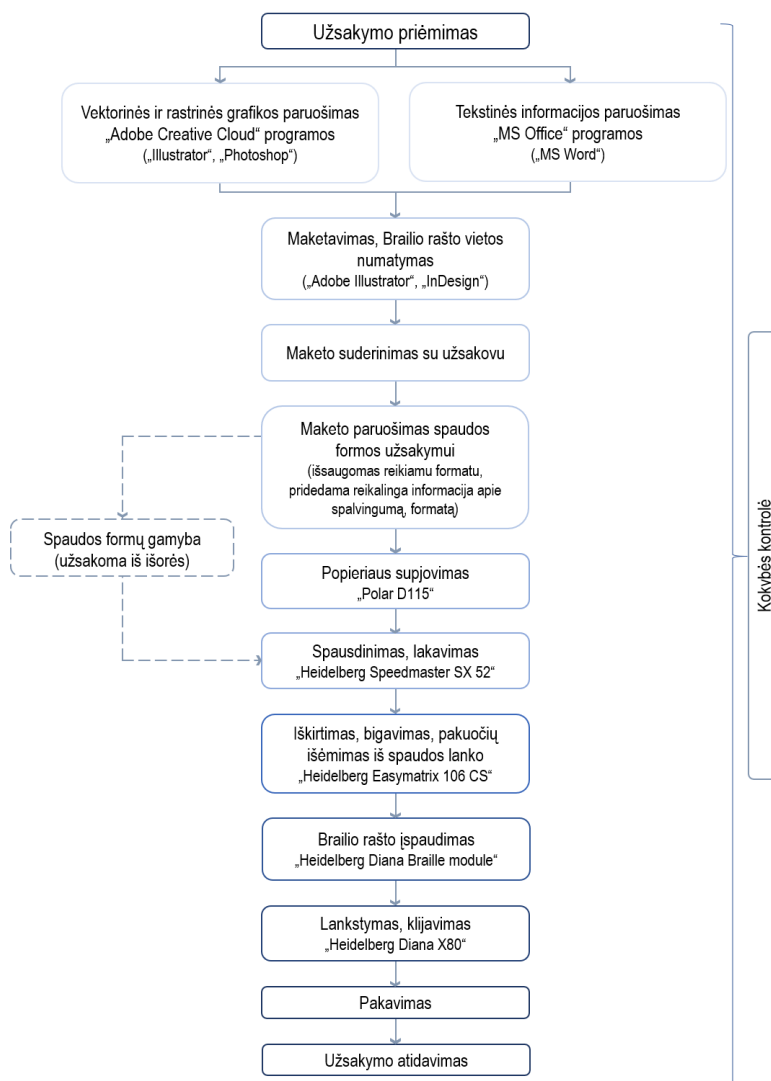 Užsakymo priėmimas
Vektorinės ir rastrinės grafikos paruošimas
„Adobe Creative Cloud“ programos
(„Illustrator“, „Photoshop“)
Tekstinės informacijos paruošimas
„MS Office“ programos
(„MS Word“)
Maketavimas, Brailio rašto vietos
numatymas
(„Adobe Illustrator“, „InDesign“)
Maketo suderinimas su užsakovu
Maketo paruošimas spaudos
formos užsakymui
(išsaugomas reikiamu formatu,
pridedama reikalinga informacija apie
spalvingumą, formatą)
Spaudos formų gamyba
(užsakoma iš išorės)
Popieriaus supjovimas
„Polar D115“
Spausdinimas, lakavimas
„Heidelberg Speedmaster SX 52“
Iškirtimas, bigavimas, pakuočių
išėmimas iš spaudos lanko
„Heidelberg Easymatrix 106 CS“
Brailio rašto įspaudimas
„Heidelberg Diana Braille module“
Lankstymas, klijavimas
„Heidelberg Diana X80“
Pakavimas
Užsakymo atidavimas
Kokybės kontrolė